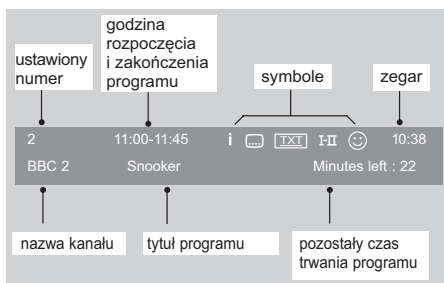 godzina
rozpoczęcia
i zakończenia
programu
ustawiony
numer
symbole
zegar
2 11:00-11:45 i .... TXT I-II 10:38
BBC 2 Snooker Minutes left : 22
nazwa kanału
tytuł programu
pozostały czas
trwania programu